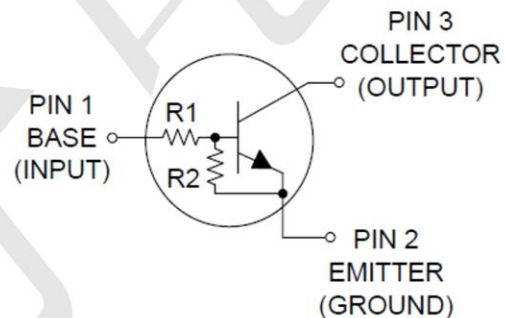 PIN 3
COLLECTOR
(OUTPUT)
PIN 1
BASE
(INPUT)
R1
R2
PIN 2
EMITTER
(GROUND)